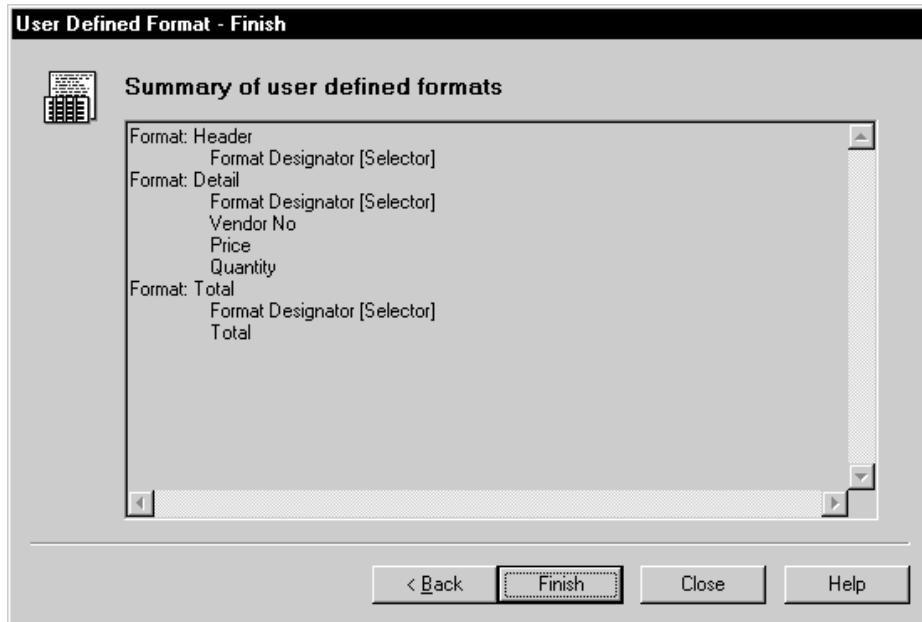 User Defined Format - Finish
Summary of user defined formats
Format: Header
Format Designator [Selector]
Format: Detail
Format Designator [Selector]
Vendor No
Price
Quantity
Format: Total
Format Designator [Selector]
Total
< Back
Finish
Close
Help